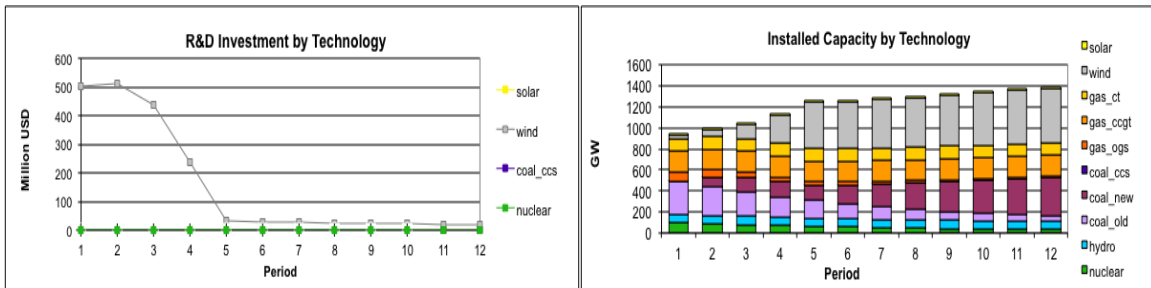 R&D Investment by Technology
600
500
400
300
200
100
0
Million USD
1 2 3 4 5 6 7 8 9 10 11 12
Period
solar
wind
coal_ccs
nuclear
Installed Capacity by Technology
1600
1400
1200
1000
800
600
400
200
0
GW
1 2 3 4 5 6 7 8 9 10 11 12
Period
solar
wind
gas_ct
gas_ccgt
gas_ogs
coal_ccs
coal_new
coal_old
hydro
nuclear